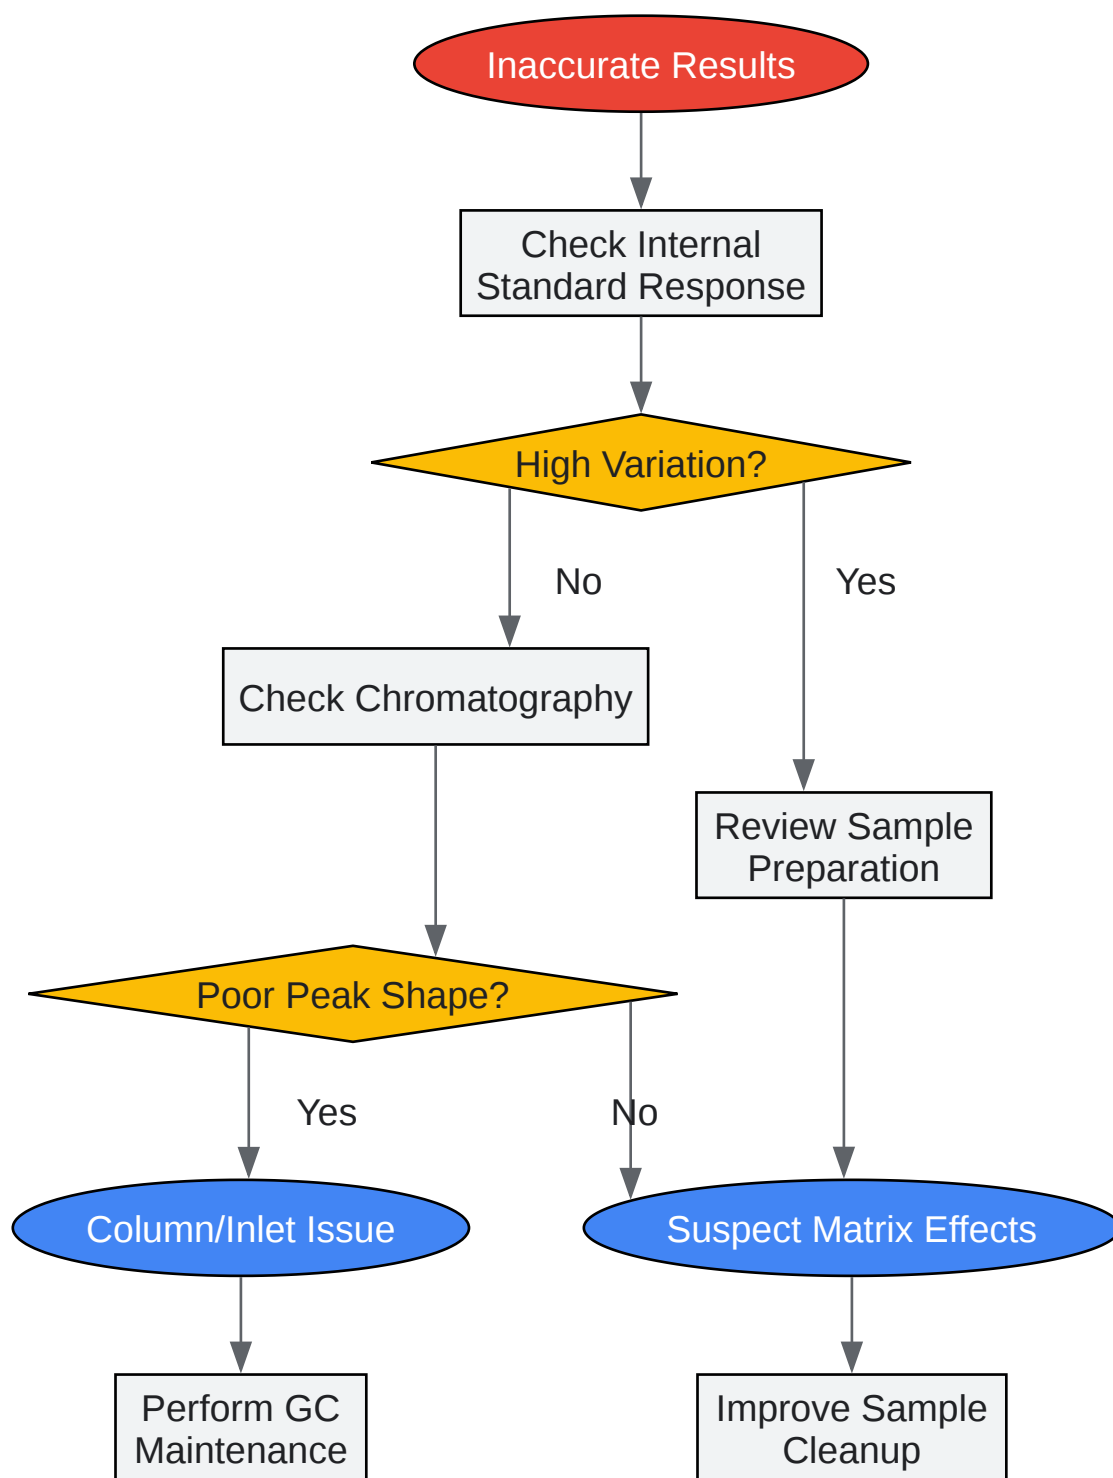 Inaccurate Results
Check Internal
Standard Response
High Variation?
No
Yes
Check Chromatography
Review Sample
Preparation
Poor Peak Shape?
Yes
No
Column/Inlet Issue
Suspect Matrix Effects
Perform GC
Maintenance
Improve Sample
Cleanup